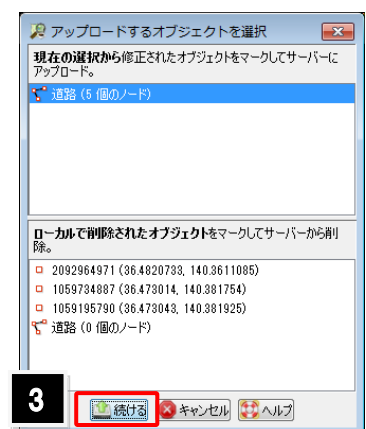 アップロードするオブジェクトを選択
現在の選択から修正されたオブジェクトをマークしてサーバーに
アップロード。
道路 (5 個のノード)
ローカルで削除されたオブジェクトをマークしてサーバーから削
除。
2092964971 (36.4820733, 140.3611085)
1059734887 (36.473014, 140.381754)
1059195790 (36.473043, 140.381925)
道路 (0 個のノード)
3
続ける キャンセル ヘルプ